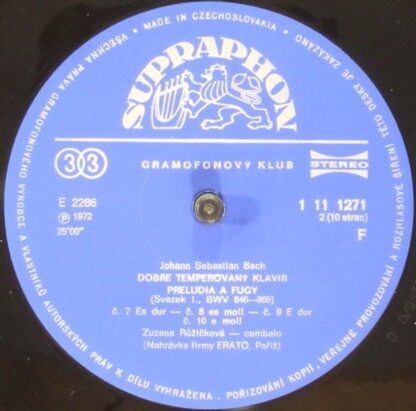 MADE IN CZECHOSLOVAKIA • VŠECHNA PRÁVA GRAMOFONOVÉHO VÝROBCE A VLASTNÍKŮ AUTORSKÝCH PRÁV K DÍLU VYHRAŽENA. POŘIZOVÁNÍ KOPIÍ, VEŘEJNÉ PROVOZOVÁNÍ A ROZHLASOVÉ ŠÍŘENÍ TÉTO DESKY JE ZAKÁZÁNO •
SUPRAPHON
33 GRAMOFONOVÝ KLUB STEREO
E 2286 1 11 1271
Ⓟ 1972 2 (10 stran)
25'00" F
Johann Sebastian Bach
DOBŘE TEMPEROVANÝ KLAVÍR
PRELUDIA A FUGY
(Svazek I., BWV 846—869)
č. 7 Es dur — č. 8 es moll — č. 9 E dur
č. 10 e moll
Zuzana Růžičková — cembalo
(Nahrávka firmy ERATO, Paříž)